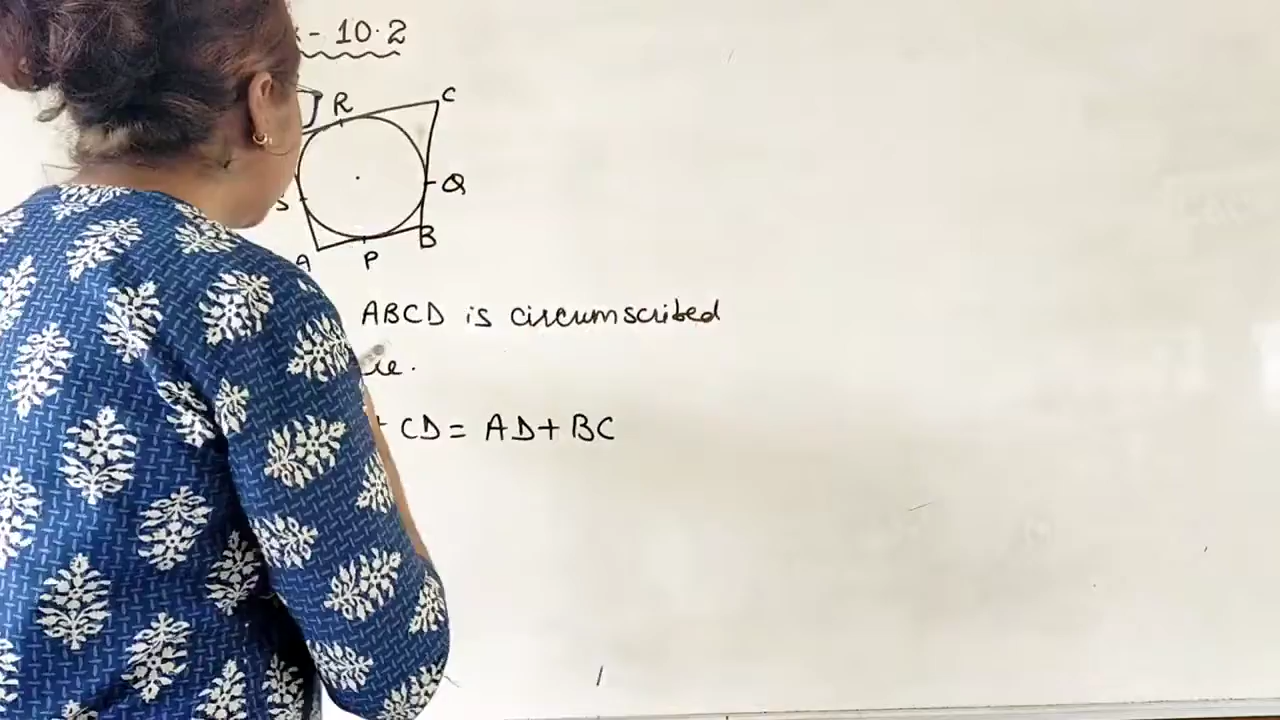 - 10.2
R
C
S
Q
B
A
P
ABCD is circumscribed
+ CD = AD + BC